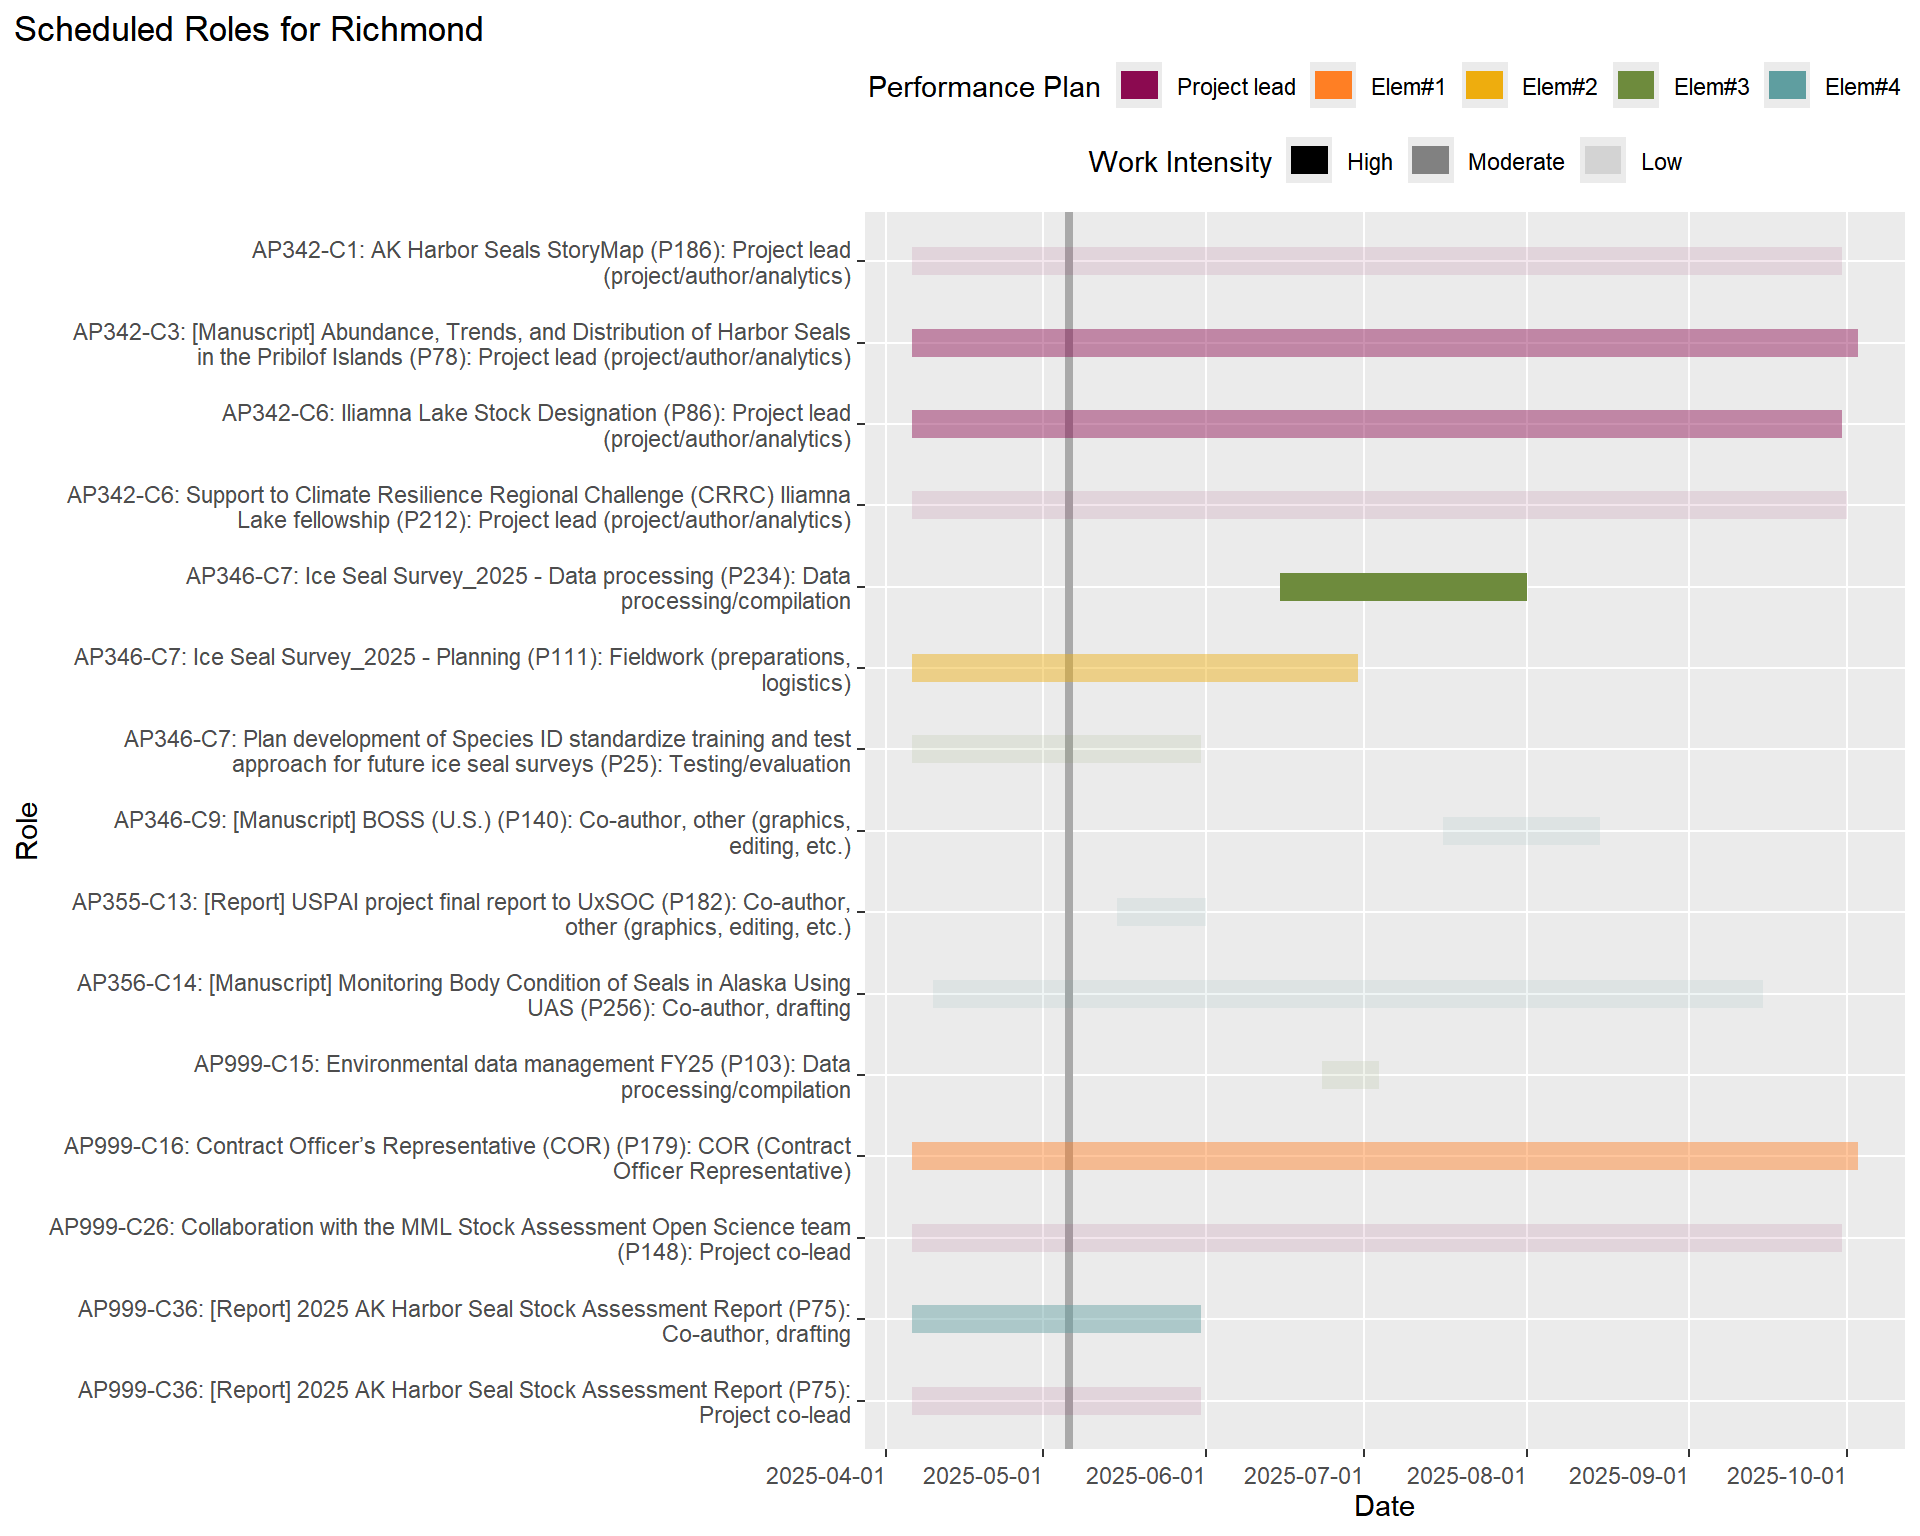 Scheduled Roles for Richmond
Performance Plan Project lead Elem#1 Elem#2 Elem#3 Elem#4
Work Intensity High Moderate Low
AP342-C1: AK Harbor Seals StoryMap (P186): Project lead
(project/author/analytics)
AP342-C3: [Manuscript] Abundance, Trends, and Distribution of Harbor Seals
in the Pribilof Islands (P78): Project lead (project/author/analytics)
AP342-C6: Iliamna Lake Stock Designation (P86): Project lead
(project/author/analytics)
AP342-C6: Support to Climate Resilience Regional Challenge (CRRC) Iliamna
Lake fellowship (P212): Project lead (project/author/analytics)
AP346-C7: Ice Seal Survey_2025 - Data processing (P234): Data
processing/compilation
AP346-C7: Ice Seal Survey_2025 - Planning (P111): Fieldwork (preparations,
logistics)
AP346-C7: Plan development of Species ID standardize training and test
approach for future ice seal surveys (P25): Testing/evaluation
AP346-C9: [Manuscript] BOSS (U.S.) (P140): Co-author, other (graphics,
editing, etc.)
AP355-C13: [Report] USPAI project final report to UxSOC (P182): Co-author,
other (graphics, editing, etc.)
AP356-C14: [Manuscript] Monitoring Body Condition of Seals in Alaska Using
UAS (P256): Co-author, drafting
AP999-C15: Environmental data management FY25 (P103): Data
processing/compilation
AP999-C16: Contract Officer’s Representative (COR) (P179): COR (Contract
Officer Representative)
AP999-C26: Collaboration with the MML Stock Assessment Open Science team
(P148): Project co-lead
AP999-C36: [Report] 2025 AK Harbor Seal Stock Assessment Report (P75):
Co-author, drafting
AP999-C36: [Report] 2025 AK Harbor Seal Stock Assessment Report (P75):
Project co-lead
Role
2025-04-01 2025-05-01 2025-06-01 2025-07-01 2025-08-01 2025-09-01 2025-10-01
Date